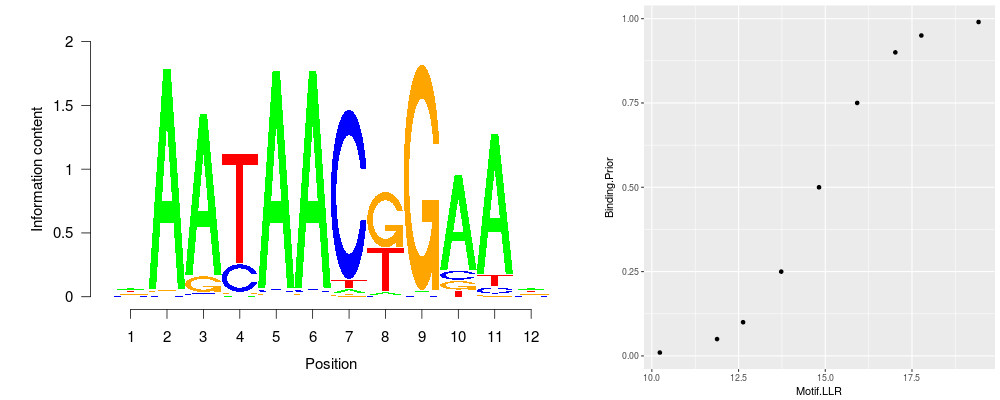 2
1.5
1
0.5
0
Information content
AATAACGGAA
GCTTCGT
1 2 3 4 5 6 7 8 9 10 11 12
Position
1.00
0.75
0.50
0.25
0.00
Binding.Prior
10.0 12.5 15.0 17.5
Motif.LLR